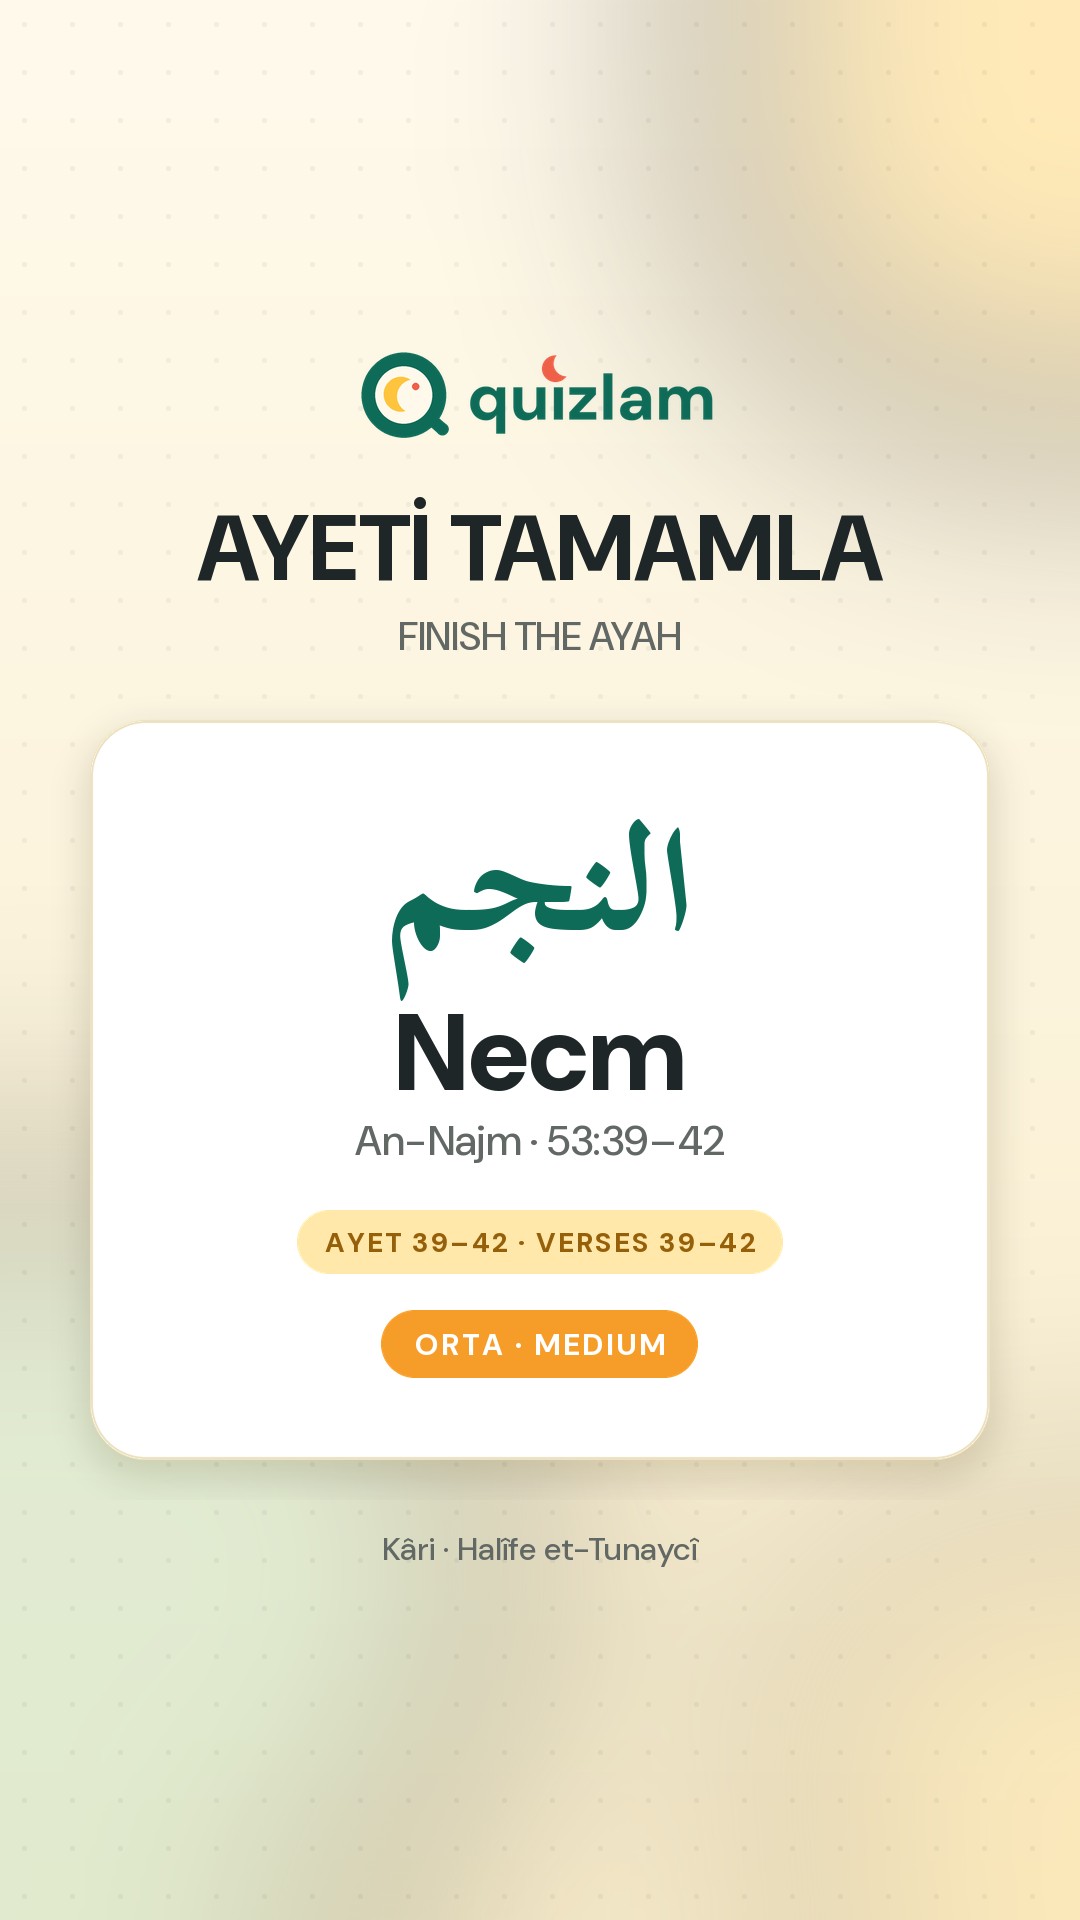 quizlam
AYETİ TAMAMLA
FINISH THE AYAH
النجم
Necm
An-Najm · 53:39–42
AYET 39–42 · VERSES 39–42
ORTA · MEDIUM
Kâri · Halîfe et-Tunaycî